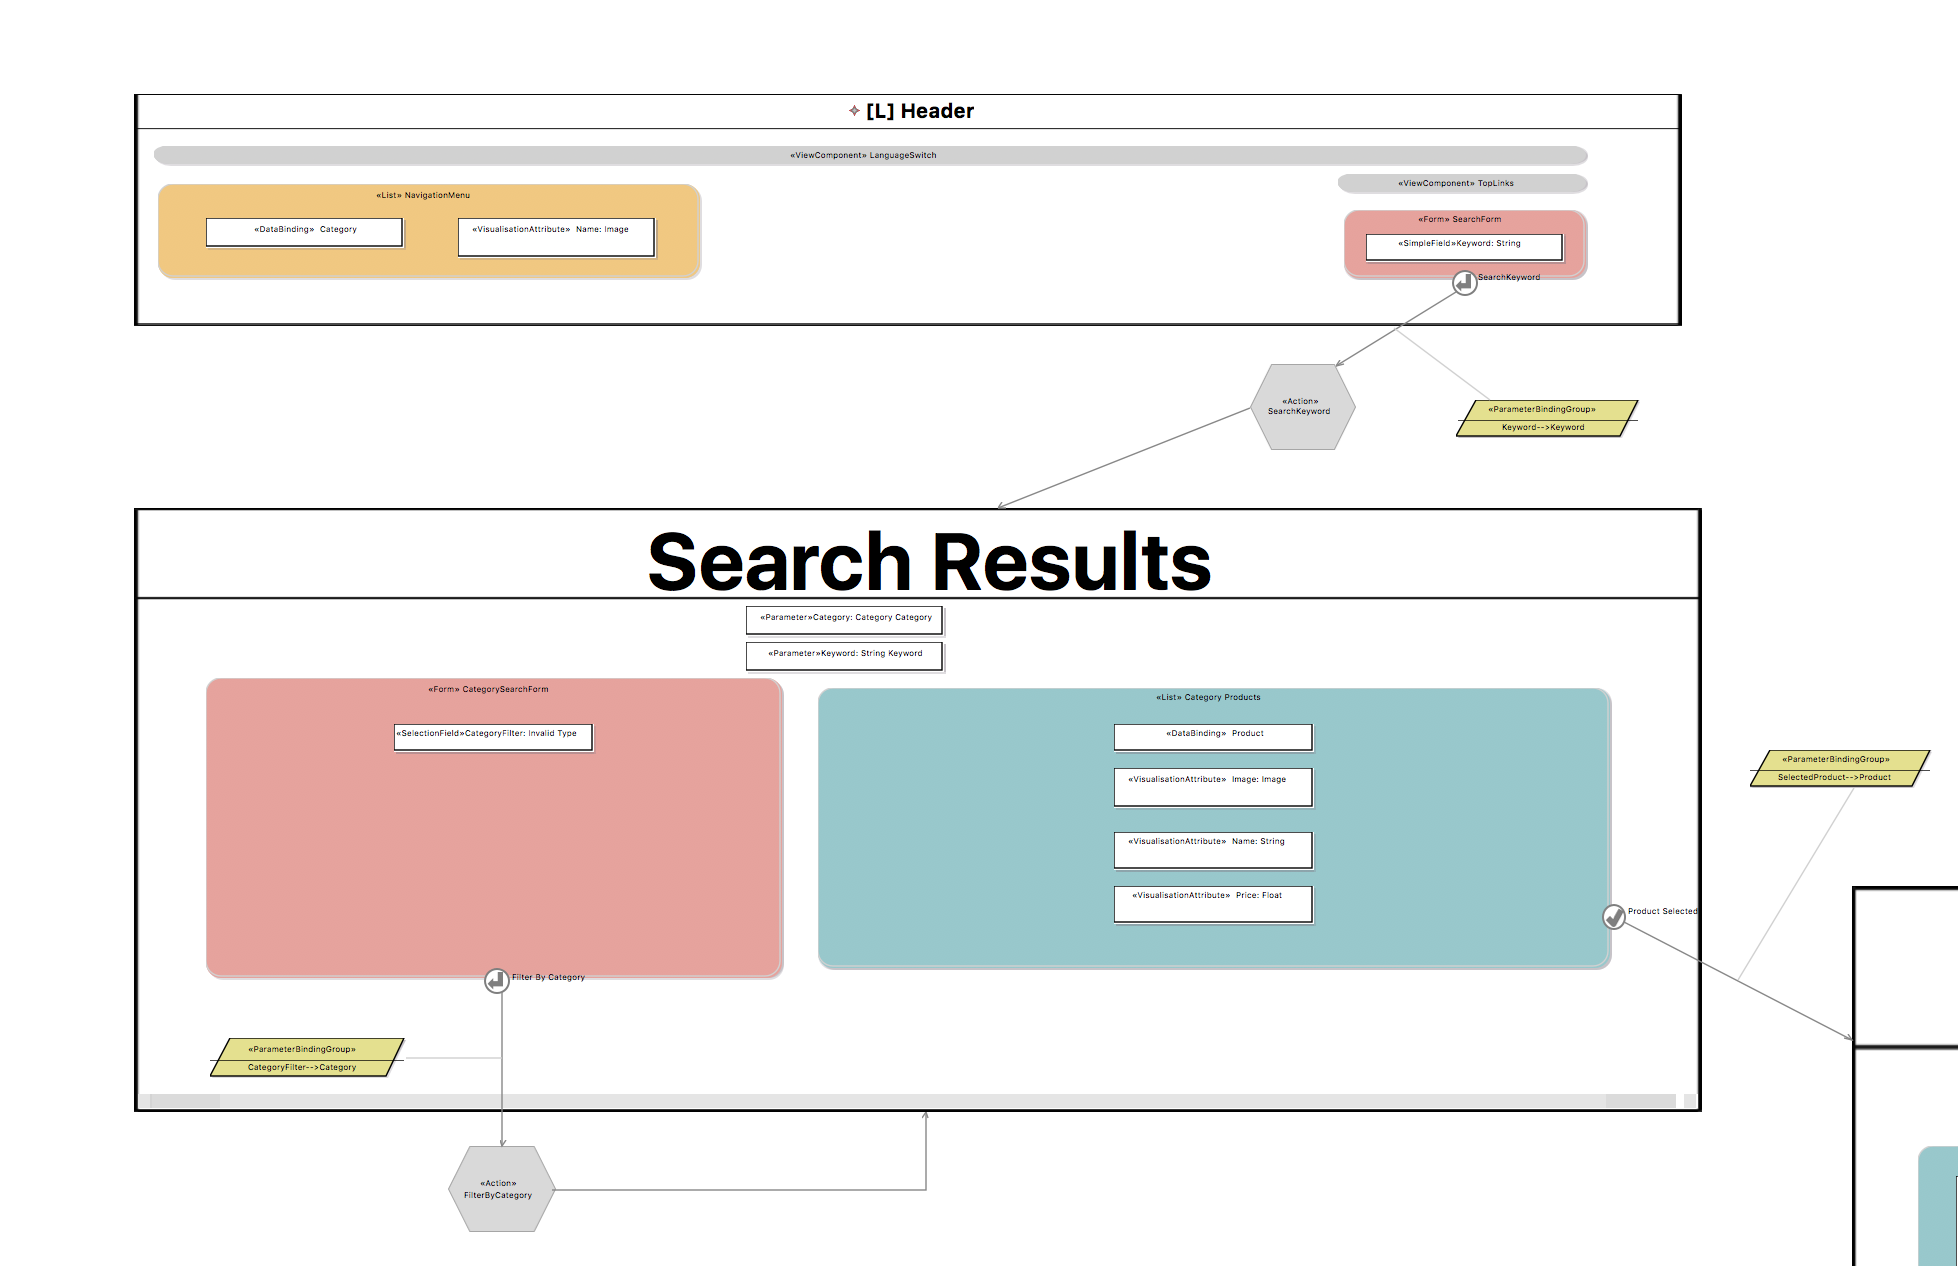 [L] Header
«ViewComponent» LanguageSwitch
«ViewComponent» TopLinks
«List» NavigationMenu
«DataBinding» Category
«VisualisationAttribute» Name: Image
«Form» SearchForm
«SimpleField»Keyword: String
SearchKeyword
«Action»
SearchKeyword
«ParameterBindingGroup»
Keyword-->Keyword
Search Results
«Parameter»Category: Category Category
«Parameter»Keyword: String Keyword
«Form» CategorySearchForm
«SelectionField»CategoryFilter: Invalid Type
Filter By Category
«List» Category Products
«DataBinding» Product
«VisualisationAttribute» Image: Image
«VisualisationAttribute» Name: String
«VisualisationAttribute» Price: Float
Product Selected
«ParameterBindingGroup»
SelectedProduct-->Product
«ParameterBindingGroup»
CategoryFilter-->Category
«Action»
FilterByCategory